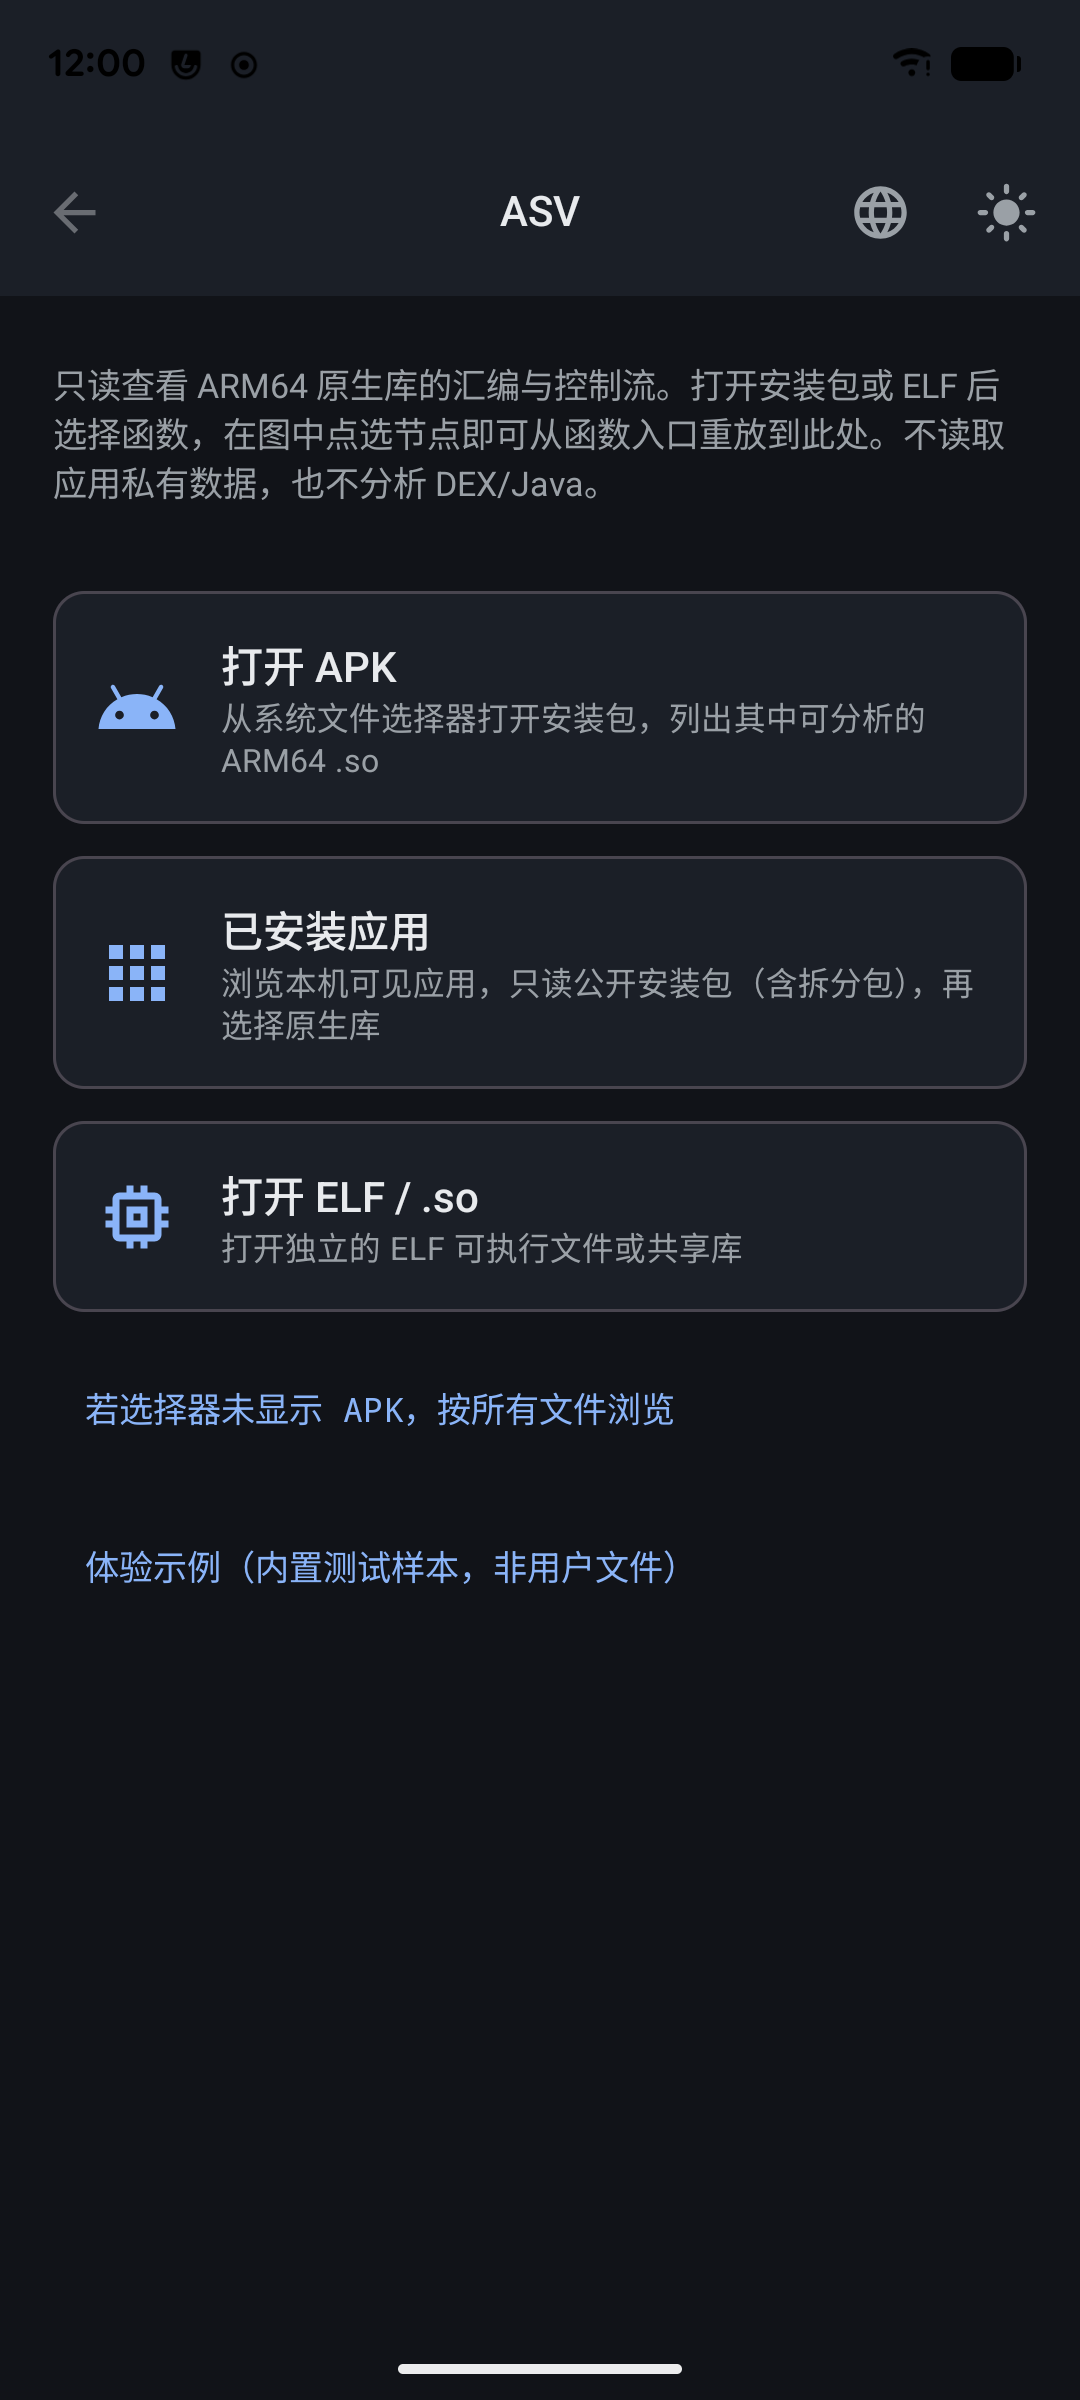 12:00
ASV
只读查看 ARM64 原生库的汇编与控制流。打开安装包或 ELF 后
选择函数，在图中点选节点即可从函数入口重放到此处。不读取
应用私有数据，也不分析 DEX/Java。
打开 APK
从系统文件选择器打开安装包，列出其中可分析的
ARM64 .so
已安装应用
浏览本机可见应用，只读公开安装包（含拆分包），再
选择原生库
打开 ELF / .so
打开独立的 ELF 可执行文件或共享库
若选择器未显示 APK，按所有文件浏览
体验示例（内置测试样本，非用户文件）